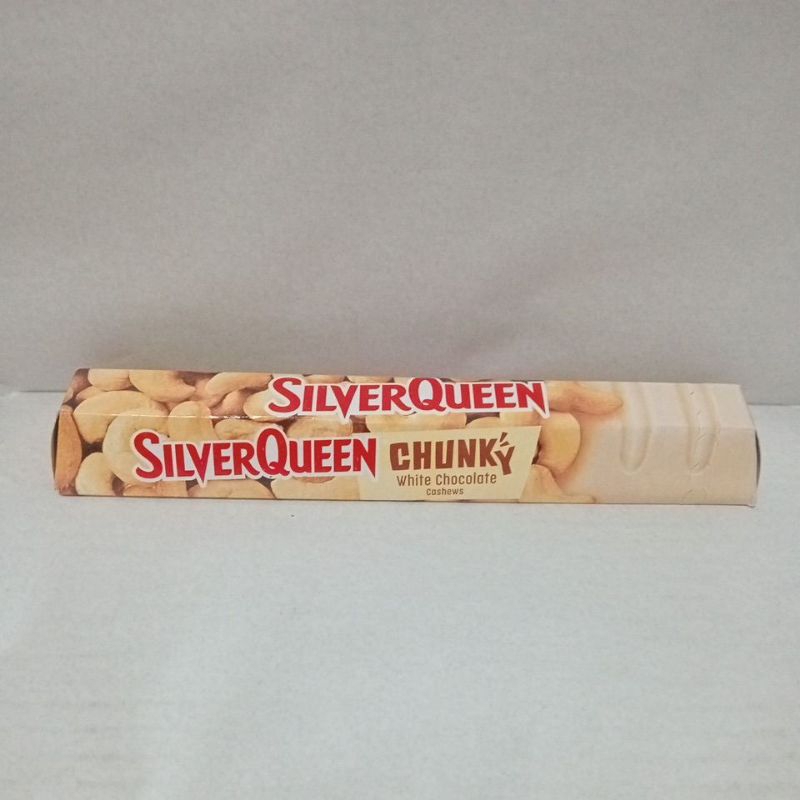 SILVERQUEEN
SILVERQUEEN CHUNKY
White Chocolate
Cashews